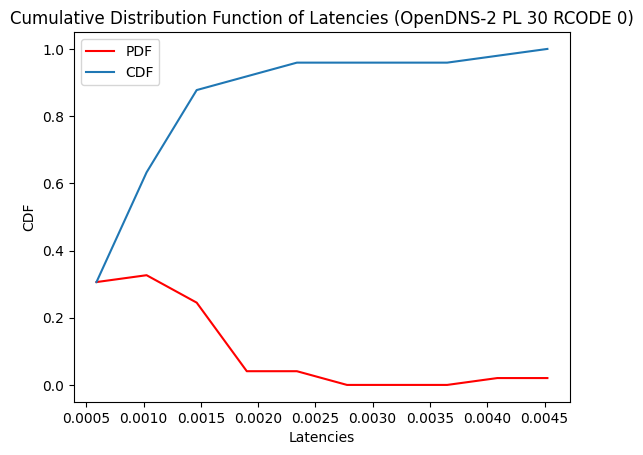 Cumulative Distribution Function of Latencies (OpenDNS-2 PL 30 RCODE 0)
PDF
CDF
1.0
0.8
0.6
0.4
0.2
0.0
CDF
0.0005 0.0010 0.0015 0.0020 0.0025 0.0030 0.0035 0.0040 0.0045
Latencies